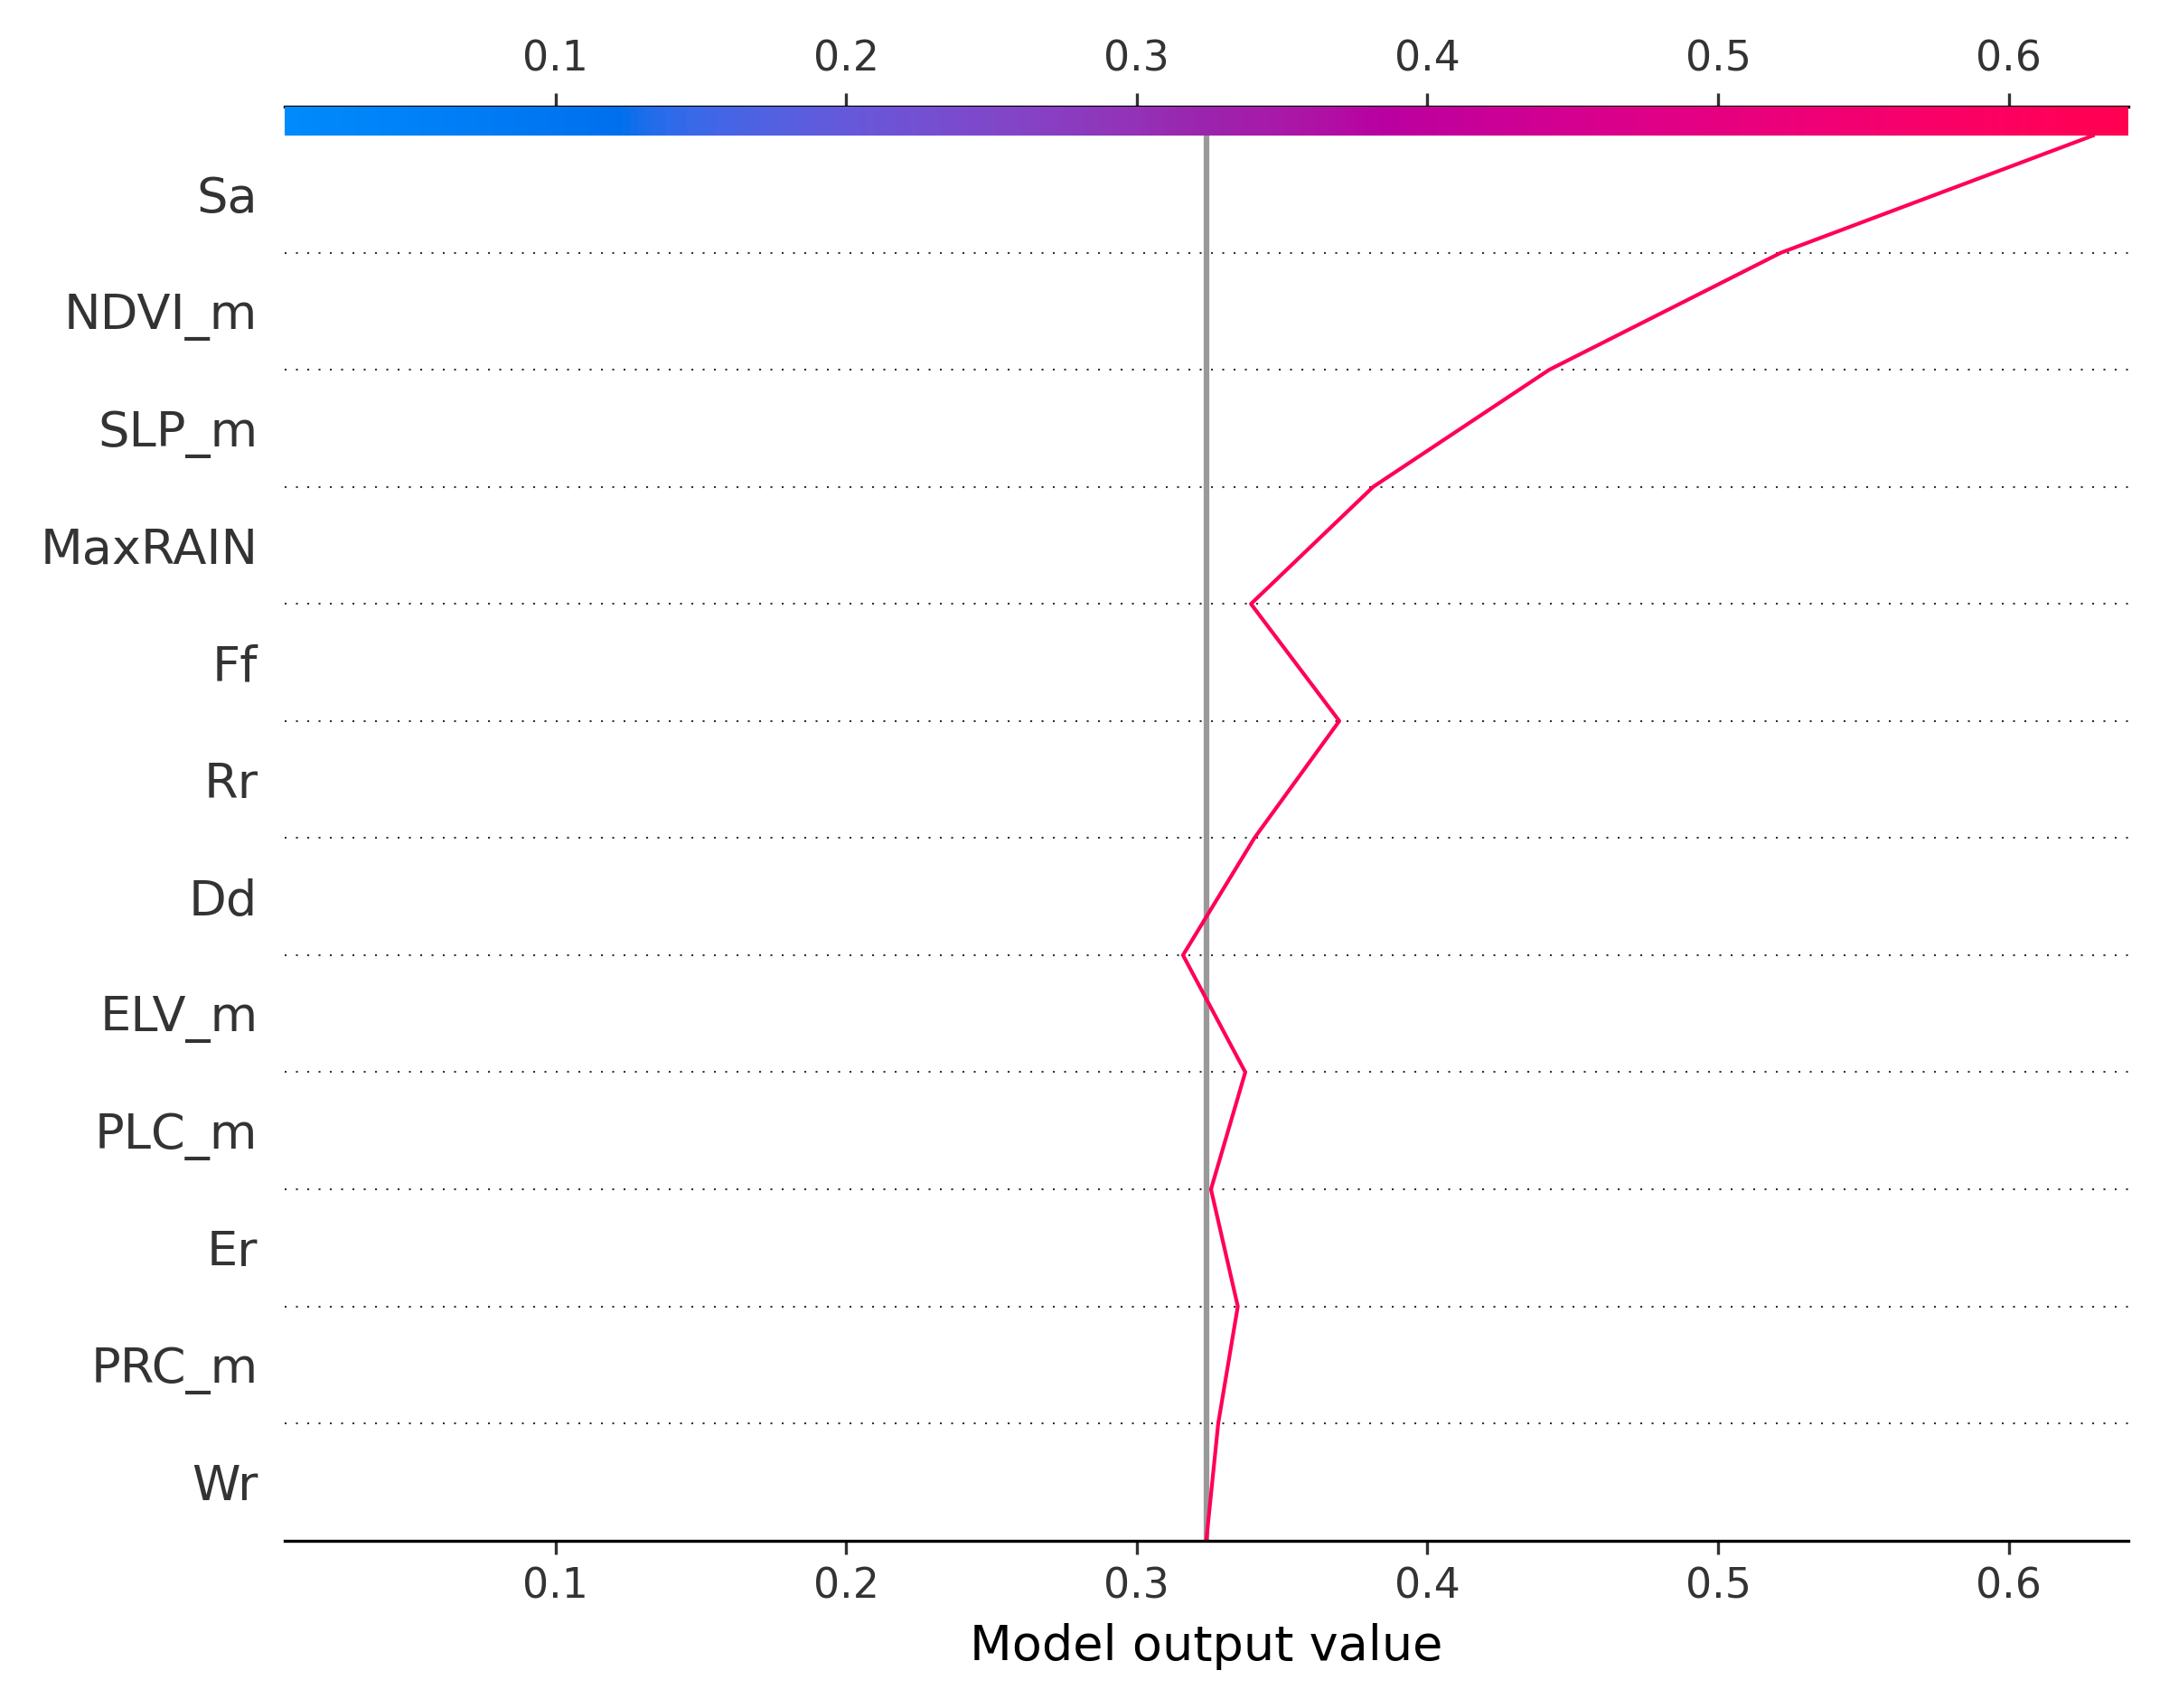 0.1 0.2 0.3 0.4 0.5 0.6
Sa
NDVI_m
SLP_m
MaxRAIN
Ff
Rr
Dd
ELV_m
PLC_m
Er
PRC_m
Wr
0.1 0.2 0.3 0.4 0.5 0.6
Model output value